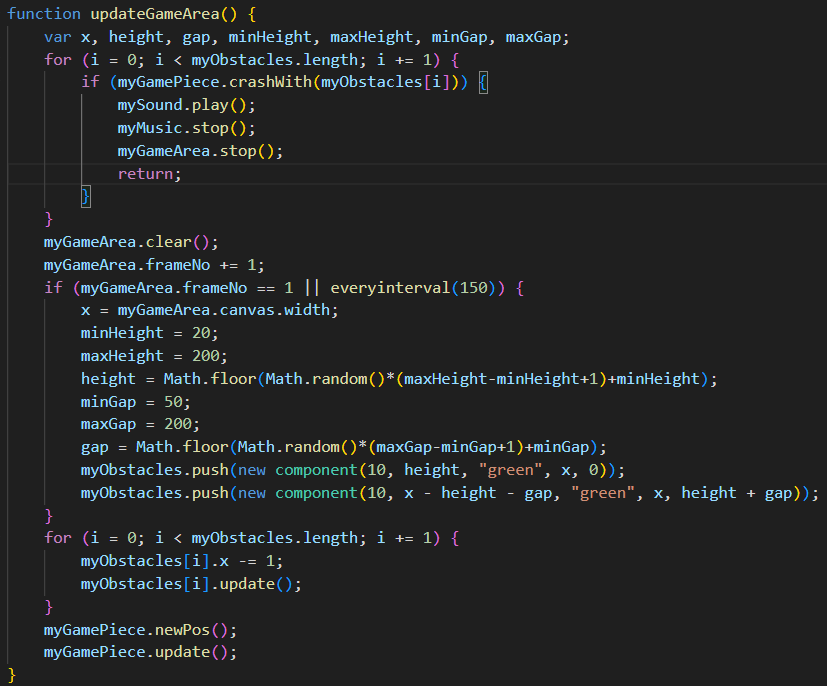 function updateGameArea() {
    var x, height, gap, minHeight, maxHeight, minGap, maxGap;
    for (i = 0; i < myObstacles.length; i += 1) {
        if (myGamePiece.crashWith(myObstacles[i])) {
            mySound.play();
            myMusic.stop();
            myGameArea.stop();
            return;
        }
    }
    myGameArea.clear();
    myGameArea.frameNo += 1;
    if (myGameArea.frameNo == 1 || everyinterval(150)) {
        x = myGameArea.canvas.width;
        minHeight = 20;
        maxHeight = 200;
        height = Math.floor(Math.random()*(maxHeight-minHeight+1)+minHeight);
        minGap = 50;
        maxGap = 200;
        gap = Math.floor(Math.random()*(maxGap-minGap+1)+minGap);
        myObstacles.push(new component(10, height, "green", x, 0));
        myObstacles.push(new component(10, x - height - gap, "green", x, height + gap));
    }
    for (i = 0; i < myObstacles.length; i += 1) {
        myObstacles[i].x -= 1;
        myObstacles[i].update();
    }
    myGamePiece.newPos();
    myGamePiece.update();
}